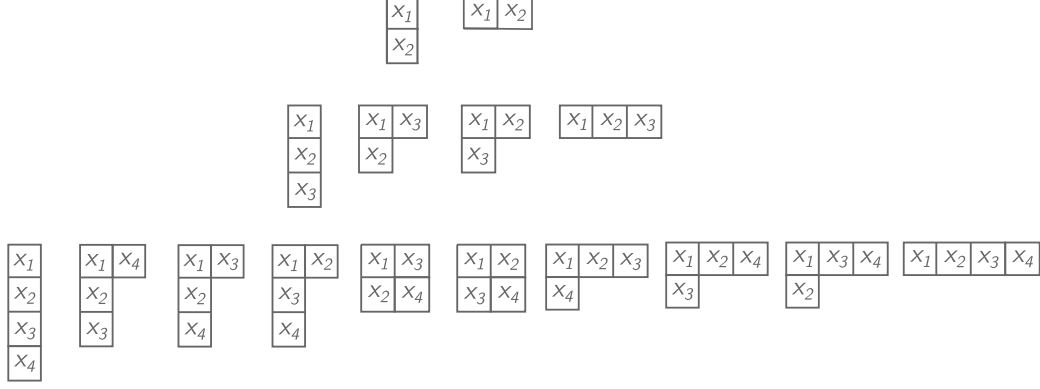 x₁ x₁ x₂
x₂
x₁ x₁ x₃ x₁ x₂ x₁ x₂ x₃
x₂ x₂ x₃
x₃
x₁ x₁ x₄ x₁ x₃ x₁ x₂ x₁ x₃ x₁ x₂ x₁ x₂ x₃ x₁ x₂ x₄ x₁ x₃ x₄ x₁ x₂ x₃ x₄
x₂ x₂ x₂ x₃ x₂ x₄ x₃ x₄ x₄ x₃ x₂
x₃ x₃ x₄ x₄
x₄